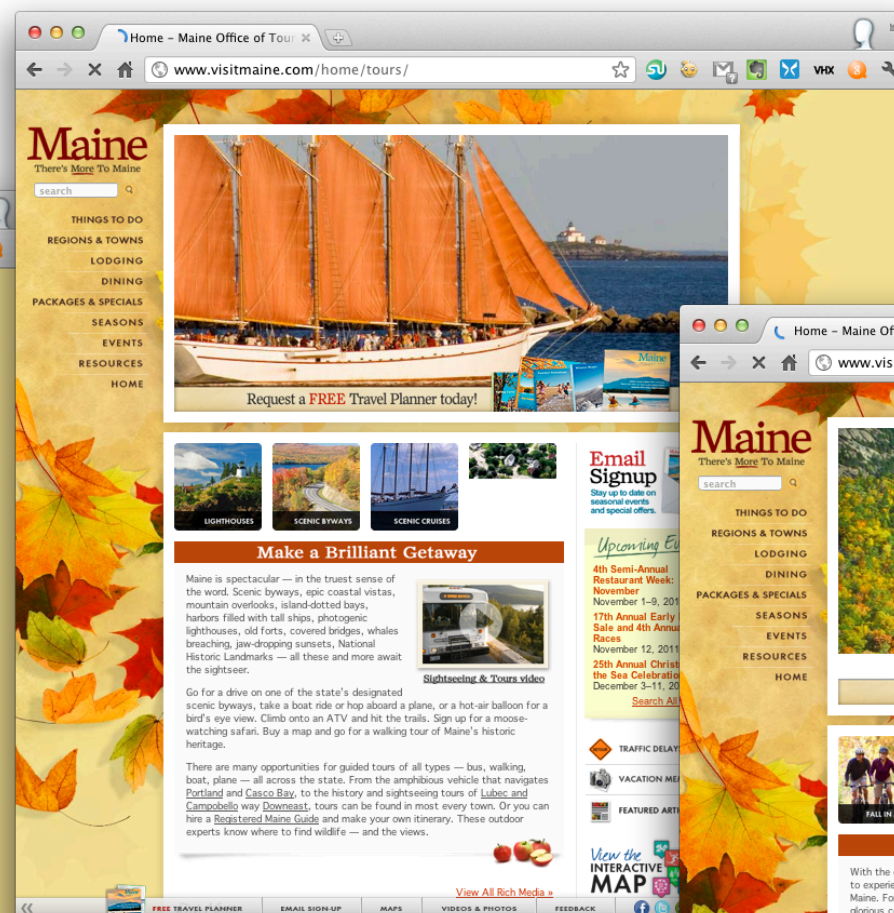 Home – Maine Office of Tour
www.visitmaine.com/home/tours/
VHX
Maine
There's More To Maine
search
THINGS TO DO
REGIONS & TOWNS
LODGING
DINING
PACKAGES & SPECIALS
SEASONS
EVENTS
RESOURCES
HOME
Maine
Request a FREE Travel Planner today!
LIGHTHOUSES
SCENIC BYWAYS
SCENIC CRUISES
Make a Brilliant Getaway
Maine is spectacular — in the truest sense of
the word. Scenic byways, epic coastal vistas,
mountain overlooks, island-dotted bays,
harbors filled with tall ships, photogenic
lighthouses, old forts, covered bridges, whales
breaching, jaw-dropping sunsets, National
Historic Landmarks — all these and more await
the sightseer.
Sightseeing & Tours video
Go for a drive on one of the state's designated
scenic byways, take a boat ride or hop aboard a plane, or a hot-air balloon for a
bird's eye view. Climb onto an ATV and hit the trails. Sign up for a moose-
watching safari. Buy a map and go for a walking tour of Maine's historic
heritage.
There are many opportunities for guided tours of all types — bus, walking,
boat, plane — all across the state. From the amphibious vehicle that navigates
Portland and Casco Bay, to the history and sightseeing tours of Lubec and
Campobello way Downeast, tours can be found in most every town. Or you can
hire a Registered Maine Guide and make your own itinerary. These outdoor
experts know where to find wildlife — and the views.
View All Rich Media »
Email
Signup
Stay up to date on
seasonal events
and special offers.
Upcoming Ev
4th Semi-Annual
Restaurant Week:
November
November 1–9, 201
17th Annual Early
Sale and 4th Annua
Races
November 12, 2011
25th Annual Christ
the Sea Celebratio
December 3–11, 20
Search All
TRAFFIC DELAY
VACATION ME
FEATURED ARTI
View the
INTERACTIVE
MAP
FREE TRAVEL PLANNER
EMAIL SIGN-UP
MAPS
VIDEOS & PHOTOS
FEEDBACK
Home – Maine Of
www.vis
Maine
There's More To Maine
search
THINGS TO DO
REGIONS & TOWNS
LODGING
DINING
PACKAGES & SPECIALS
SEASONS
EVENTS
RESOURCES
HOME
FALL IN
With the
to experie
Maine. Fo
glorious c